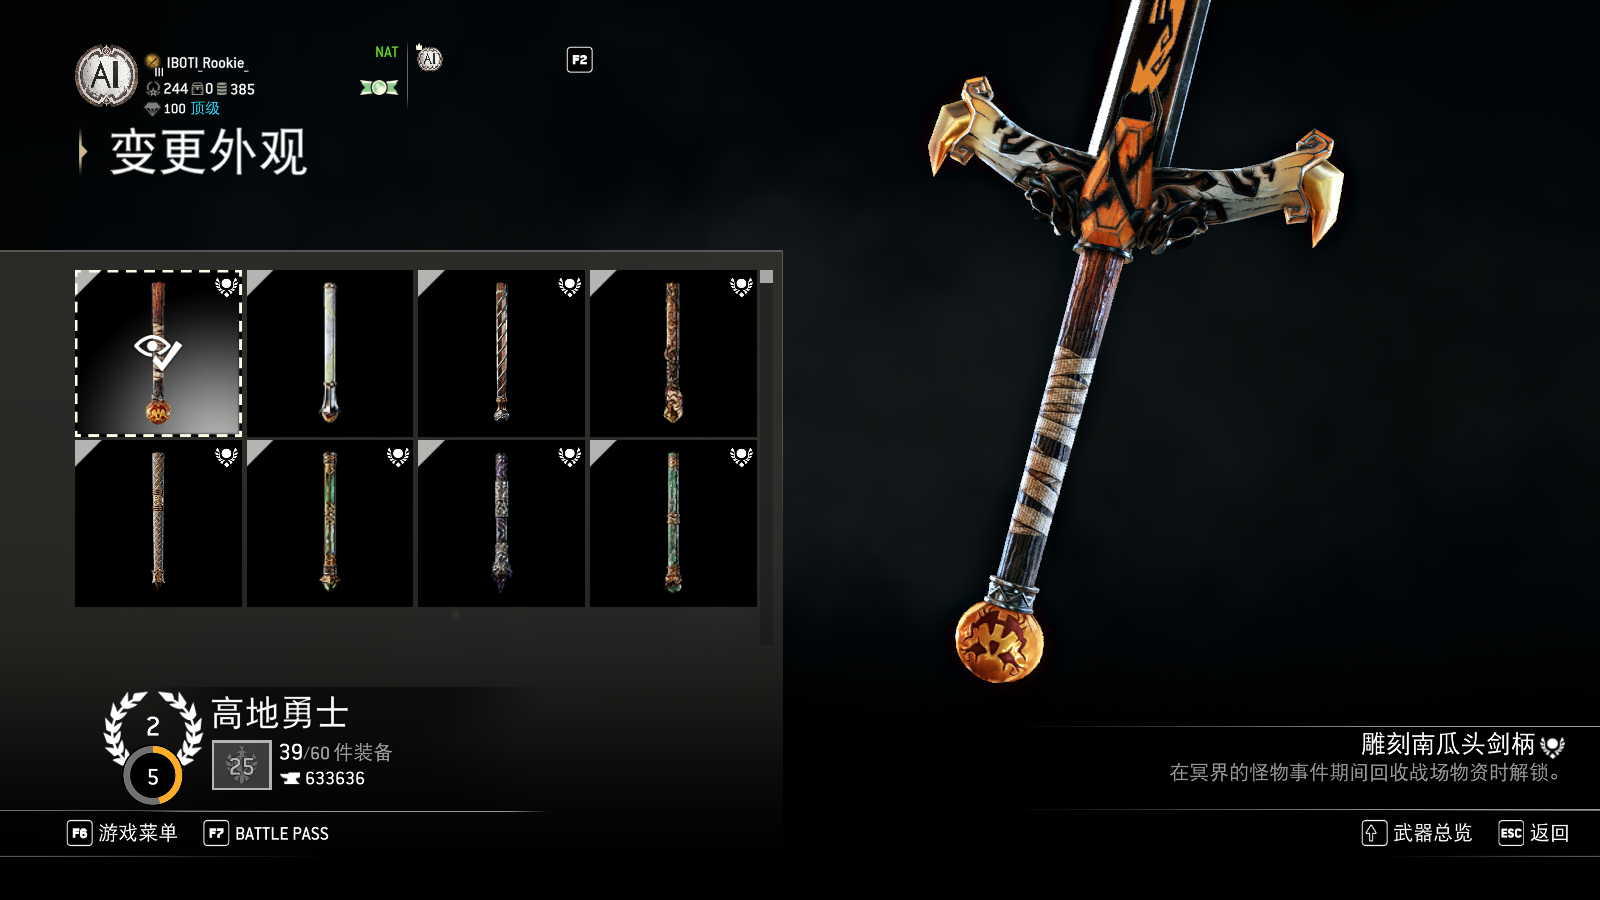 AI
IBOTI_Rookie_
III
244 0 385
100 顶级
NAT
AI
F2
变更外观
2
5
高地勇士
25
39/60 件装备
633636
雕刻南瓜头剑柄
在冥界的怪物事件期间回收战场物资时解锁。
F6 游戏菜单
F7 BATTLE PASS
武器总览
ESC 返回